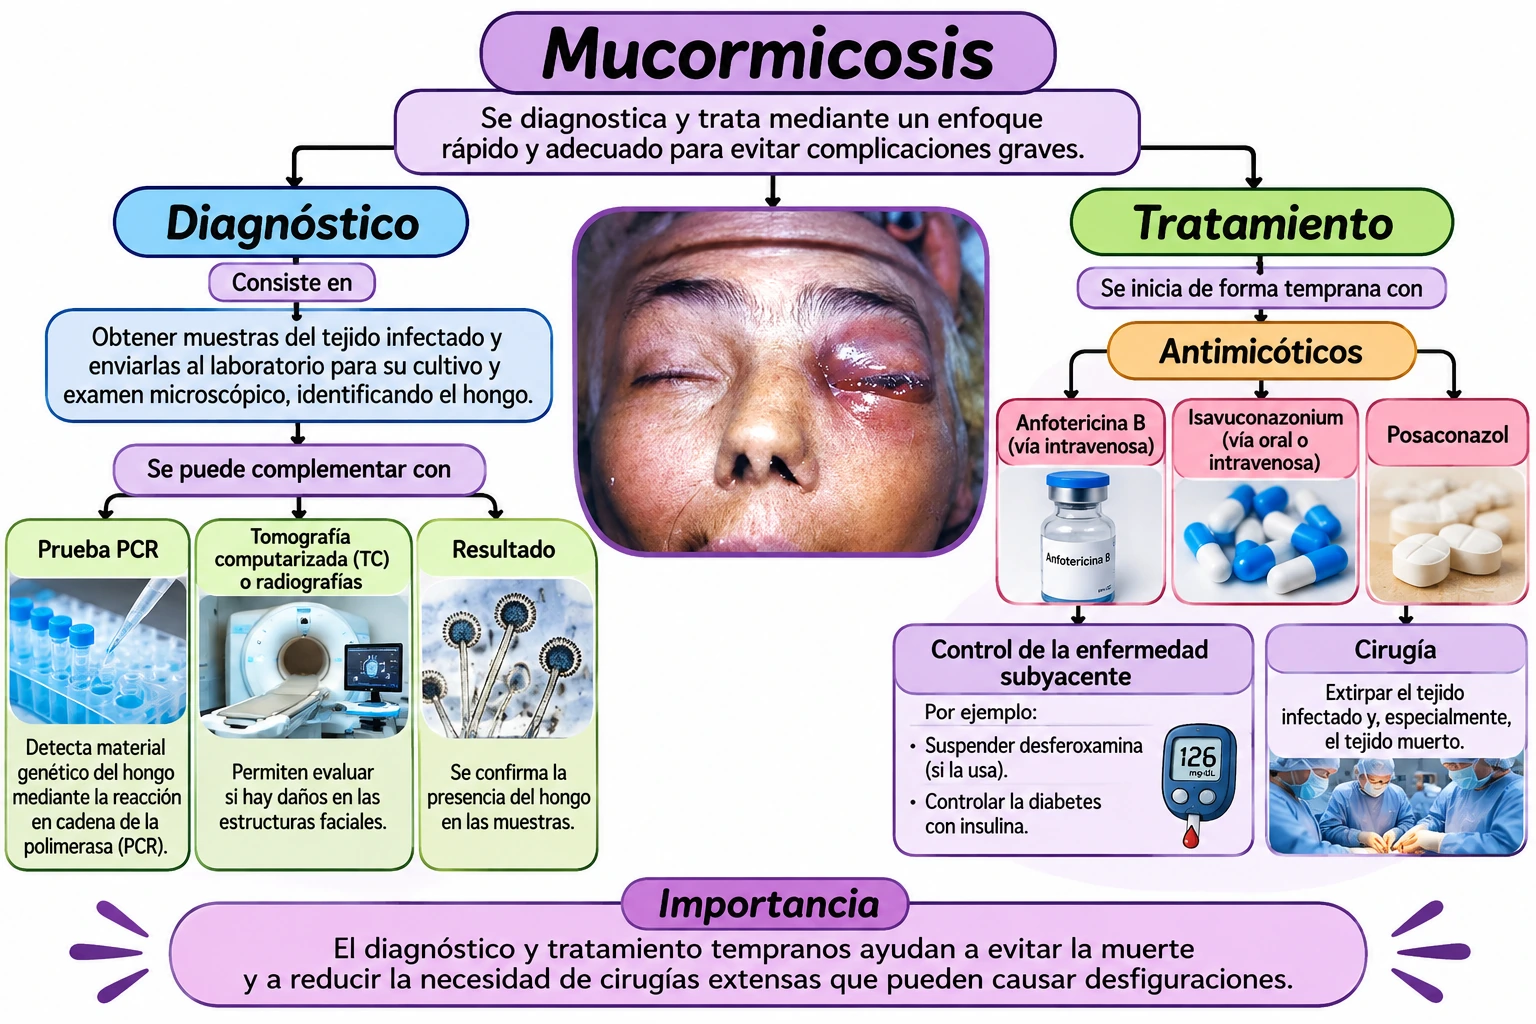 Mucormicosis
Se diagnostica y trata mediante un enfoque
rápido y adecuado para evitar complicaciones graves.
Diagnóstico
Consiste en
Obtener muestras del tejido infectado y
enviarlas al laboratorio para su cultivo y
examen microscópico, identificando el hongo.
Se puede complementar con
Prueba PCR
Detecta material
genético del hongo
mediante la reacción
en cadena de la
polimerasa (PCR).
Tomografía
computarizada (TC)
o radiografías
Permiten evaluar
si hay daños en las
estructuras faciales.
Resultado
Se confirma la
presencia del hongo
en las muestras.
Tratamiento
Se inicia de forma temprana con
Antimicóticos
Anfotericina B
(vía intravenosa)
Anfotericina B
Isavuconazonium
(vía oral o
intravenosa)
Posaconazol
Control de la enfermedad
subyacente
Por ejemplo:
• Suspender desferoxamina
(si la usa).
• Controlar la diabetes
con insulina.
126
mg/dL
Cirugía
Extirpar el tejido
infectado y, especialmente,
el tejido muerto.
Importancia
El diagnóstico y tratamiento tempranos ayudan a evitar la muerte
y a reducir la necesidad de cirugías extensas que pueden causar desfiguraciones.